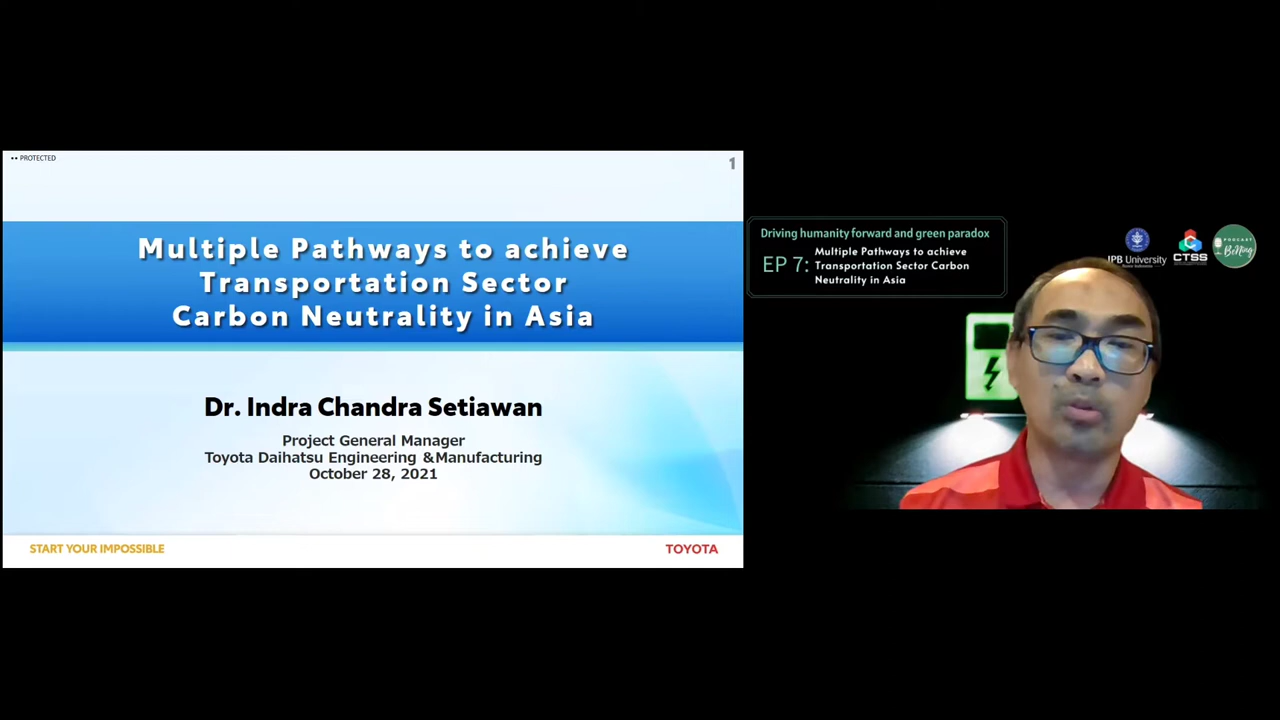 •• PROTECTED
1
Multiple Pathways to achieve
Transportation Sector
Carbon Neutrality in Asia
Dr. Indra Chandra Setiawan
Project General Manager
Toyota Daihatsu Engineering &Manufacturing
October 28, 2021
START YOUR IMPOSSIBLE
TOYOTA
Driving humanity forward and green paradox
EP 7:
Multiple Pathways to achieve
Transportation Sector Carbon
Neutrality in Asia
IPB University
CTSS
PODCAST
BeNing